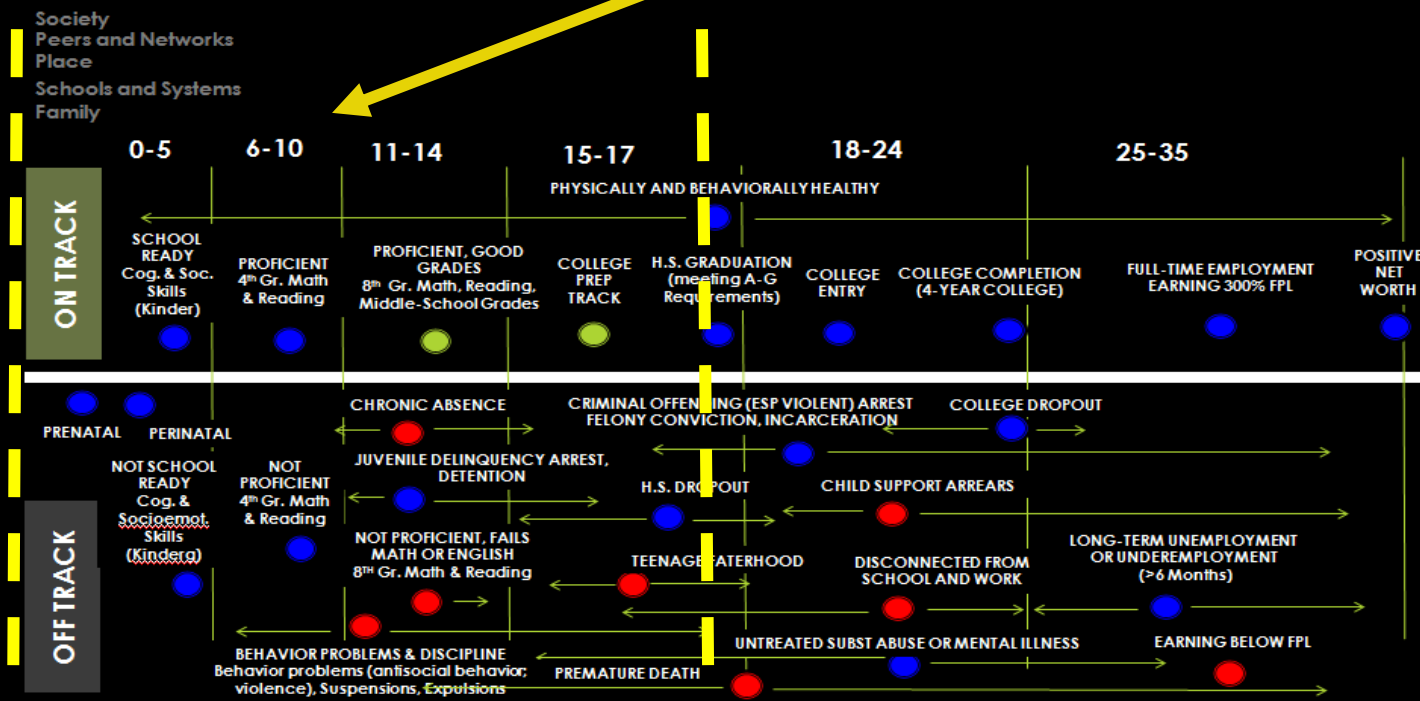 Society
Peers and Networks
Place
Schools and Systems
Family
0-5
6-10
11-14
15-17
18-24
25-35
ON TRACK
PHYSICALLY AND BEHAVIORALLY HEALTHY
SCHOOL
READY
Cog. & Soc.
Skills
(Kinder)
PROFICIENT
4th Gr. Math
& Reading
PROFICIENT, GOOD
GRADES
8th Gr. Math, Reading,
Middle-School Grades
COLLEGE
PREP
TRACK
H.S. GRADUATION
(meeting A-G
Requirements)
COLLEGE
ENTRY
COLLEGE COMPLETION
(4-YEAR COLLEGE)
FULL-TIME EMPLOYMENT
EARNING 300% FPL
POSITIVE
NET
WORTH
OFF TRACK
PRENATAL
PERINATAL
NOT SCHOOL
READY
Cog. &
Socioemot.
Skills
(Kinderg)
NOT
PROFICIENT
4th Gr. Math
& Reading
CHRONIC ABSENCE
JUVENILE DELINQUENCY ARREST,
DETENTION
NOT PROFICIENT, FAILS
MATH OR ENGLISH
8TH Gr. Math & Reading
BEHAVIOR PROBLEMS & DISCIPLINE
Behavior problems (antisocial behavior;
violence), Suspensions, Expulsions
CRIMINAL OFFENDING (ESP VIOLENT) ARREST
FELONY CONVICTION, INCARCERATION
H.S. DROPOUT
TEENAGE FATERHOOD
PREMATURE DEATH
COLLEGE DROPOUT
CHILD SUPPORT ARREARS
DISCONNECTED FROM
SCHOOL AND WORK
UNTREATED SUBST ABUSE OR MENTAL ILLNESS
LONG-TERM UNEMPLOYMENT
OR UNDEREMPLOYMENT
(>6 Months)
EARNING BELOW FPL